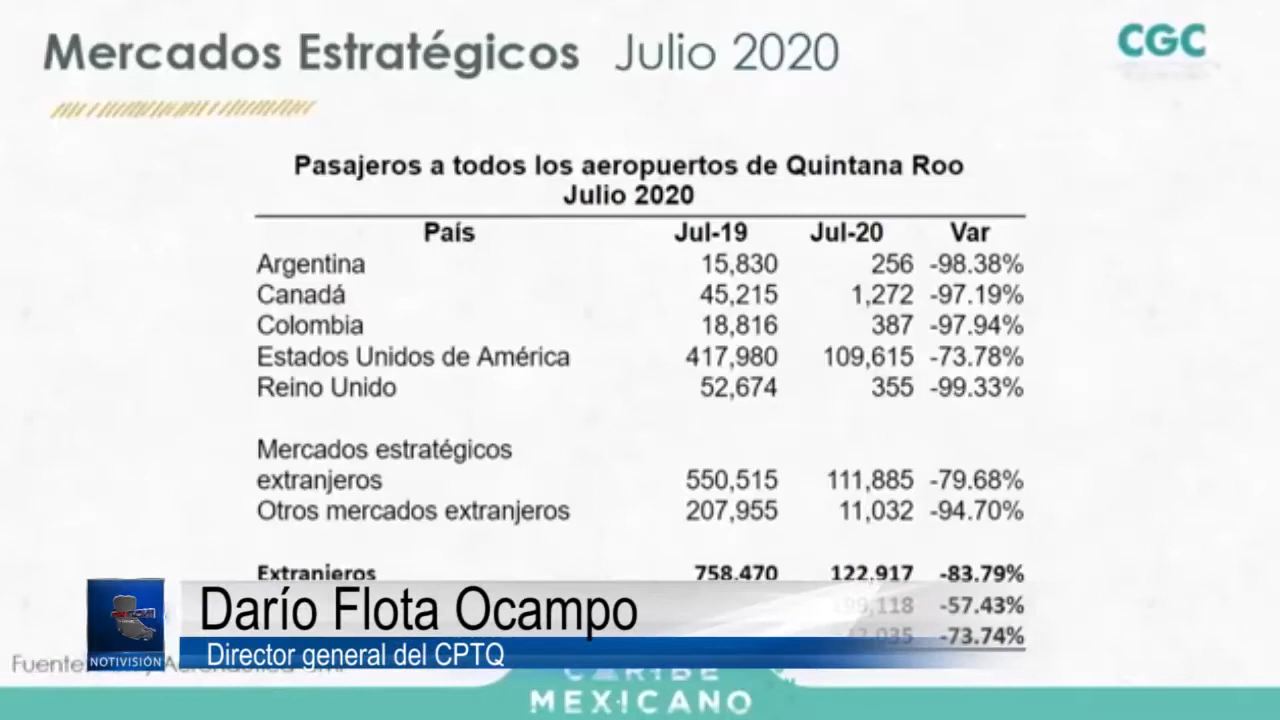 Mercados Estratégicos Julio 2020
CGC
Pasajeros a todos los aeropuertos de Quintana Roo
Julio 2020
País Jul-19 Jul-20 Var
Argentina 15,830 256 -98.38%
Canadá 45,215 1,272 -97.19%
Colombia 18,816 387 -97.94%
Estados Unidos de América 417,980 109,615 -73.78%
Reino Unido 52,674 355 -99.33%
Mercados estratégicos
extranjeros 550,515 111,885 -79.68%
Otros mercados extranjeros 207,955 11,032 -94.70%
Extranjeros 758,470 122,917 -83.79%
-57.43%
-73.74%
Darío Flota Ocampo
Director general del CPTQ
NOTIVISIÓN
Fuente
CARIBE
MEXICANO